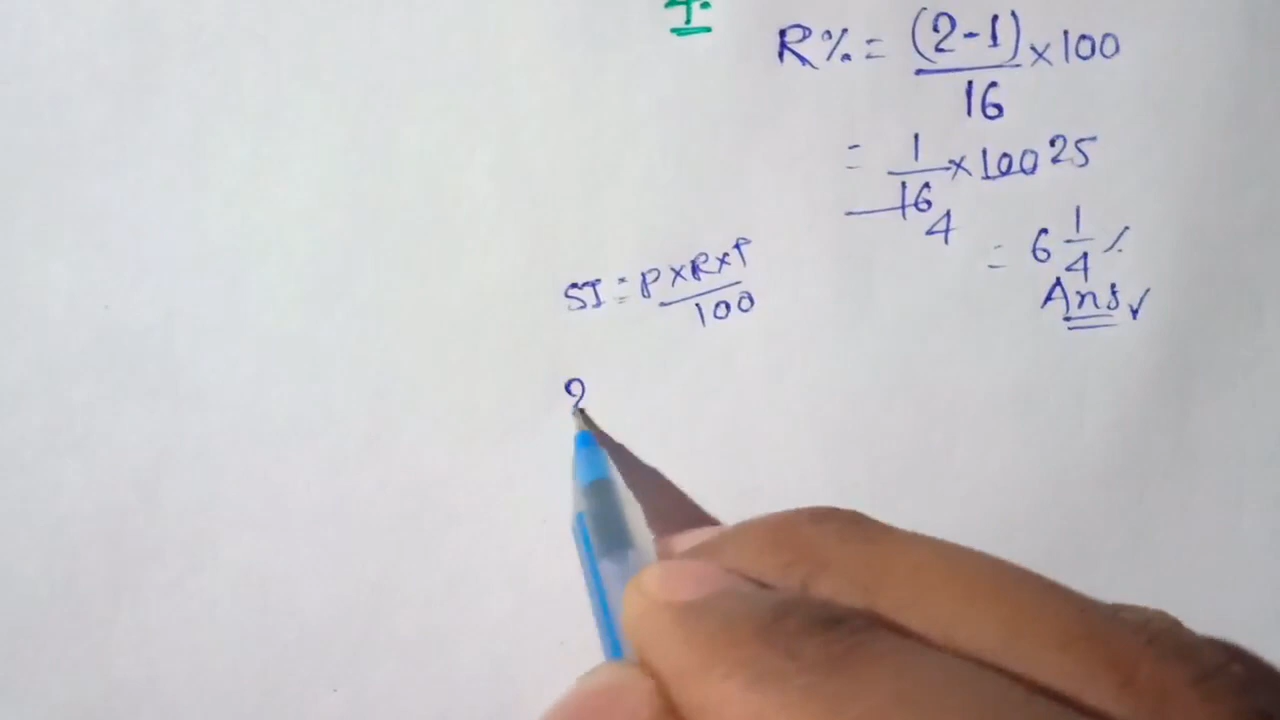 T.
R% = (2-1)/16 × 100
= 1/16 × 100 25
4
= 6 1/4 %
Ans ✓
SI = P×R×T/100
2